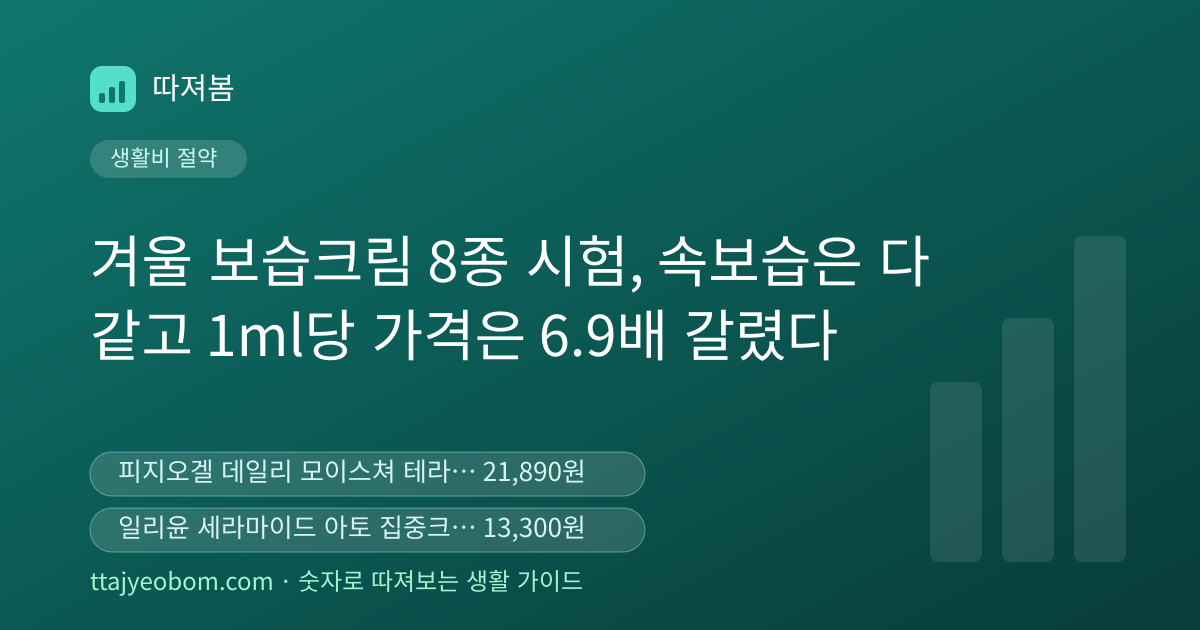 따져봄
생활비 절약
겨울 보습크림 8종 시험, 속보습은 다
같고 1ml당 가격은 6.9배 갈렸다
피지오겔 데일리 모이스쳐 테라… 21,890원
일리윤 세라마이드 아토 집중크… 13,300원
ttajyeobom.com · 숫자로 따져보는 생활 가이드